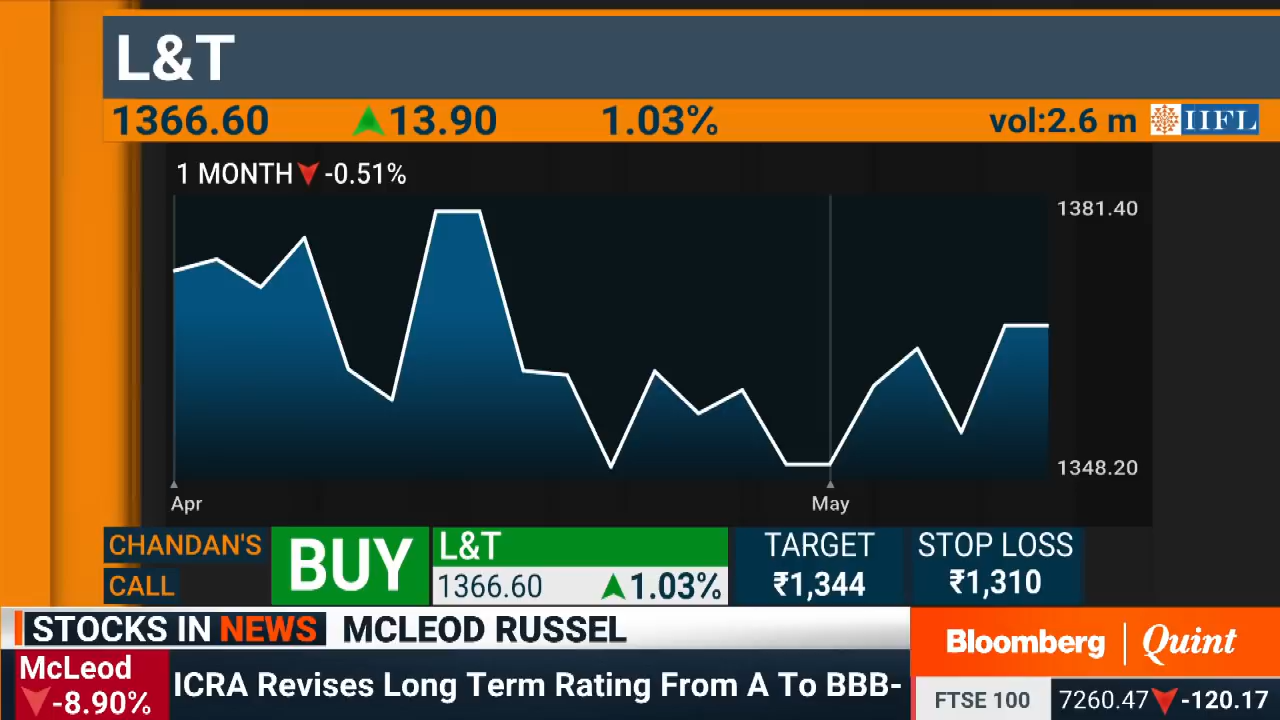 L&T
1366.60 13.90 1.03% vol:2.6 m IIFL
1 MONTH -0.51%
1381.40
1348.20
Apr May
CHANDAN'S CALL
BUY
L&T
1366.60 1.03%
TARGET
₹1,344
STOP LOSS
₹1,310
STOCKS IN NEWS MCLEOD RUSSEL
McLeod
-8.90%
ICRA Revises Long Term Rating From A To BBB-
Bloomberg | Quint
FTSE 100 7260.47 -120.17